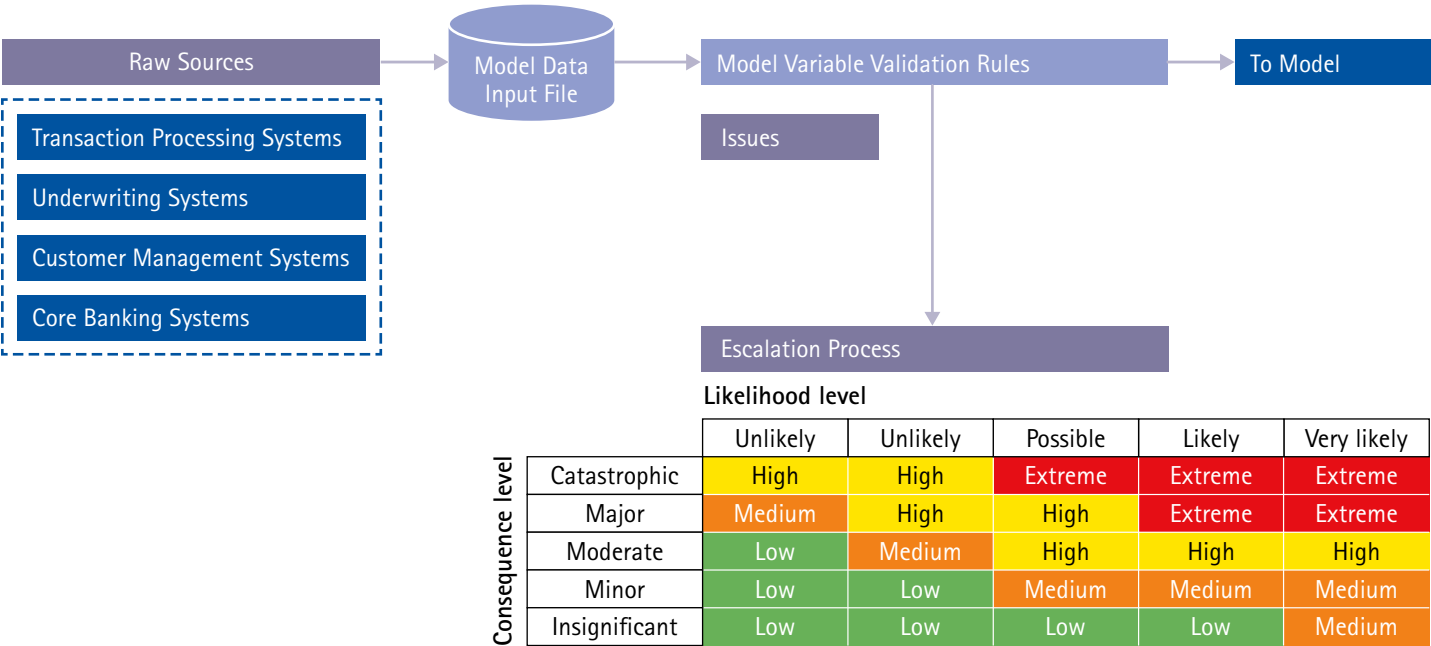 Raw Sources
Model Data
Input File
Model Variable Validation Rules
To Model
Transaction Processing Systems
Underwriting Systems
Customer Management Systems
Core Banking Systems
Issues
Escalation Process
Likelihood level
Consequence level
Unlikely Unlikely Possible Likely Very likely
Catastrophic High High Extreme Extreme Extreme
Major Medium High High Extreme Extreme
Moderate Low Medium High High High
Minor Low Low Medium Medium Medium
Insignificant Low Low Low Low Medium